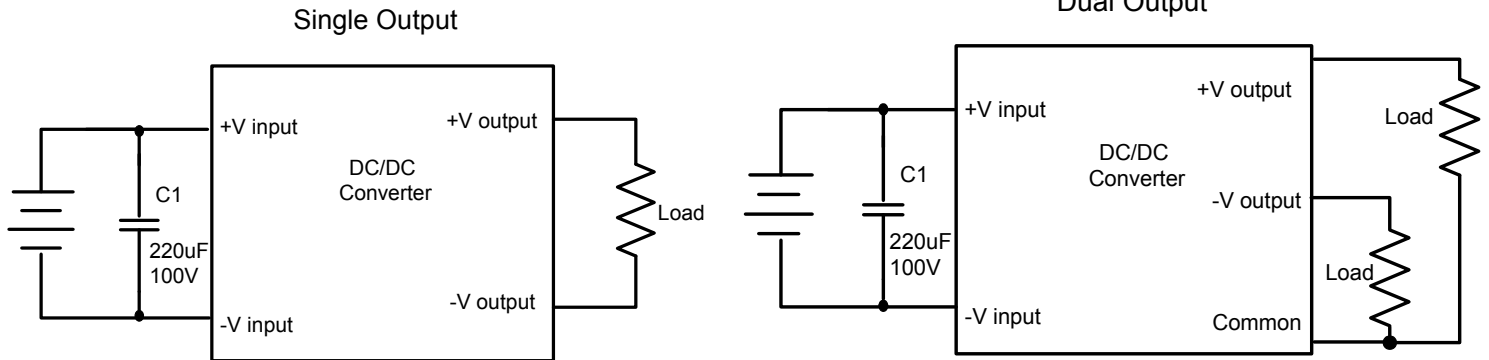 Single Output
+V input
+V output
DC/DC
Converter
C1
220uF
100V
Load
-V output
-V input
Dual Output
+V input
+V output
Load
DC/DC
Converter
C1
-V output
220uF
100V
Load
-V input
Common